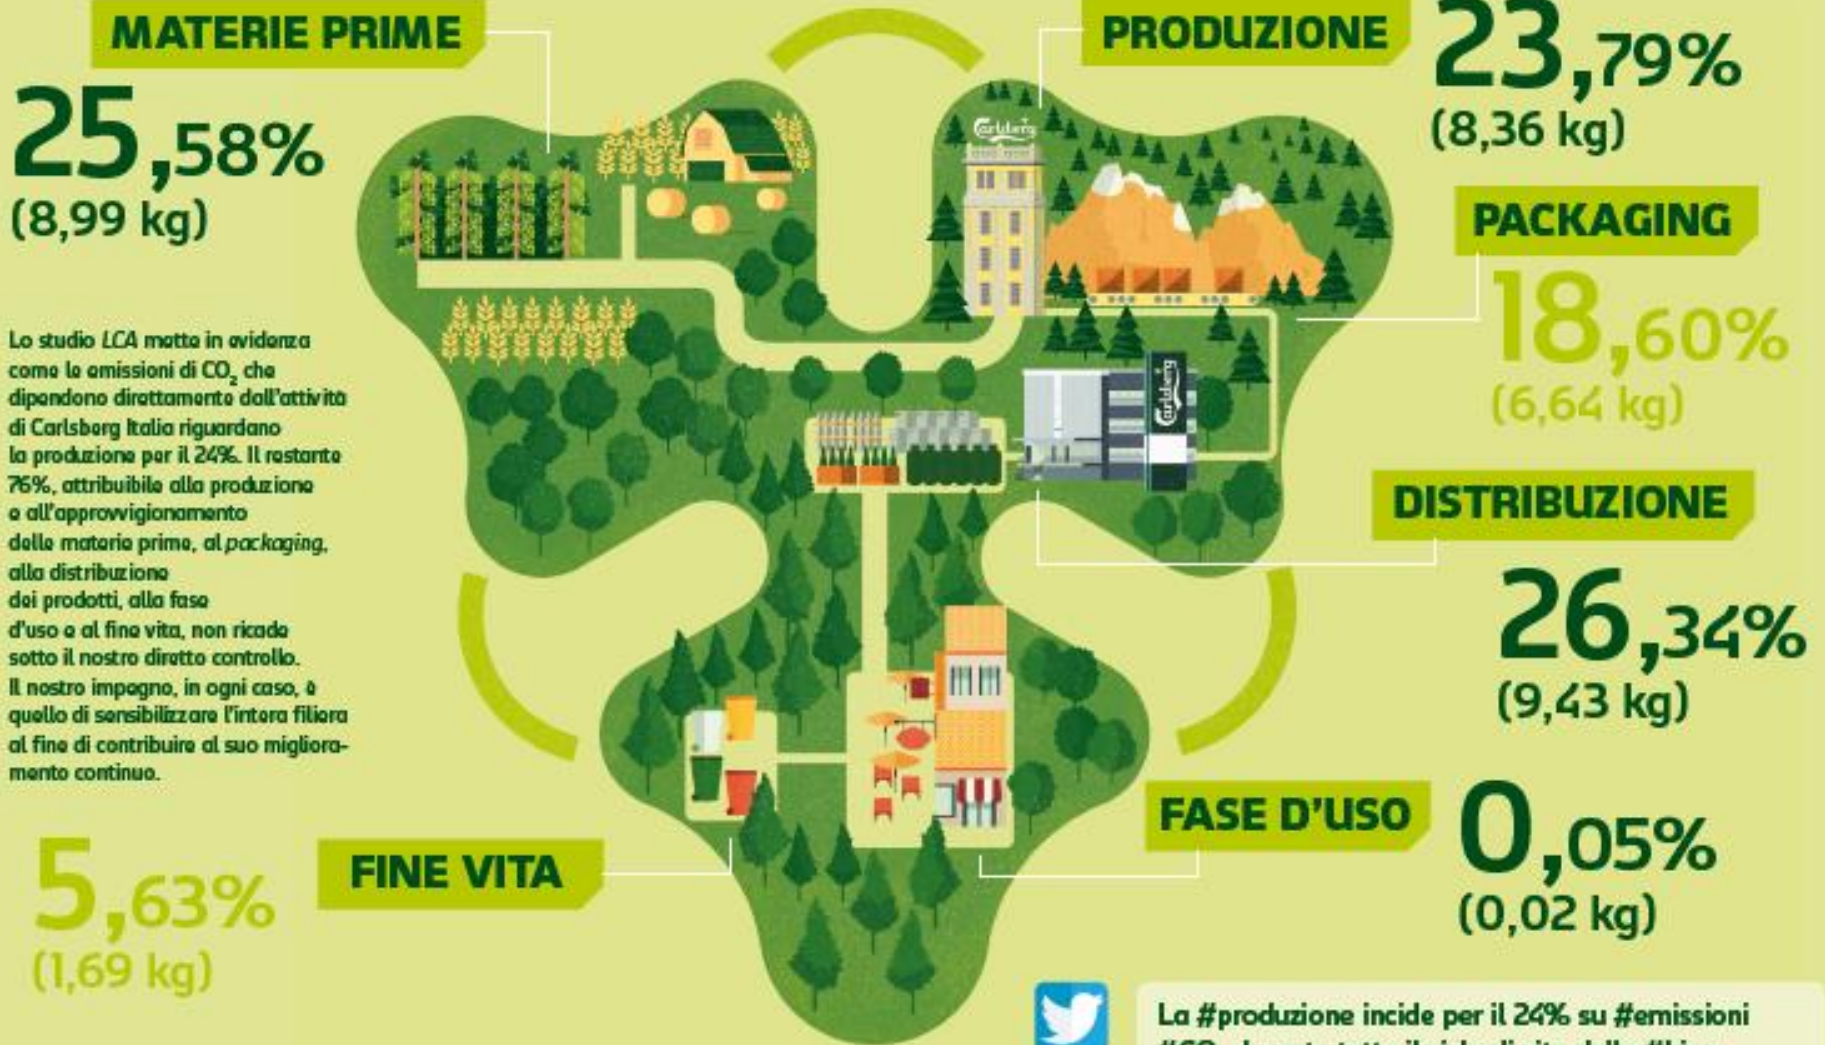 MATERIE PRIME
25,58%
(8,99 kg)
Lo studio LCA mette in evidenza
come le emissioni di CO₂ che
dipendono direttamente dall'attività
di Carlsberg Italia riguardano
la produzione per il 24%. Il restante
76%, attribuibile alla produzione
e all'approvvigionamento
delle materie prime, al packaging,
alla distribuzione
dei prodotti, alla fase
d'uso e al fine vita, non ricade
sotto il nostro diretto controllo.
Il nostro impegno, in ogni caso, è
quello di sensibilizzare l'intera filiera
al fine di contribuire al suo migliora-
mento continuo.
5,63%
(1,69 kg)
FINE VITA
Carlsberg
Carlsberg
PRODUZIONE
23,79%
(8,36 kg)
PACKAGING
18,60%
(6,64 kg)
DISTRIBUZIONE
26,34%
(9,43 kg)
FASE D'USO
0,05%
(0,02 kg)
La #produzione incide per il 24% su #emissioni